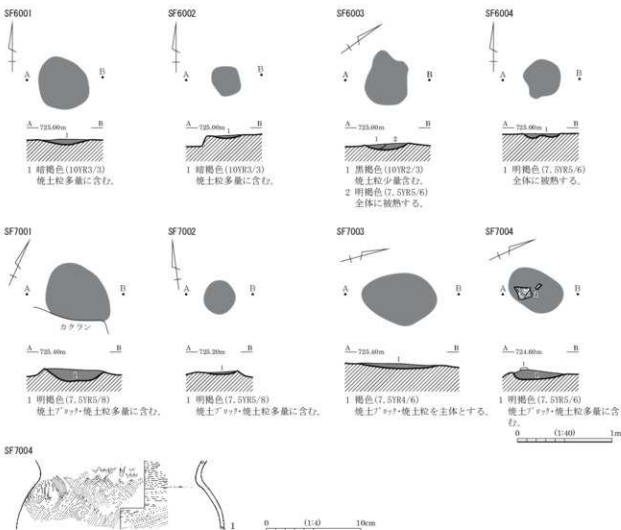 SF6001
SF6002
SF6003
SF6004
A
B
A
B
A
B
A
B
A 725.00m B
1
A 725.00m B
1
A 725.00m B
1 2
A 725.00m B
1
1 暗褐色(10YR3/3)
焼土粒多量に含む。
1 暗褐色(10YR3/3)
焼土粒多量に含む。
1 黒褐色(10YR2/3)
焼土粒少量含む。
2 明褐色(7.5YR5/6)
全体に被熱する。
1 明褐色(7.5YR5/6)
全体に被熱する。
SF7001
SF7002
SF7003
SF7004
A
B
カクラン
A
B
A
B
A
B
A 725.40m B
A 725.20m B
1
A 725.40m B
1
A 724.60m B
1
1 明褐色(7.5YR5/8)
焼土ブロック・焼土粒多量に含む。
1 明褐色(7.5YR5/8)
焼土ブロック・焼土粒多量に含む。
1 褐色(7.5YR4/6)
焼土ブロック・焼土粒を主体とする。
1 明褐色(7.5YR5/6)
焼土ブロック・焼土粒多量に含
む。
0 (1:40) 1m
SF7004
1
0 (1:4) 10cm